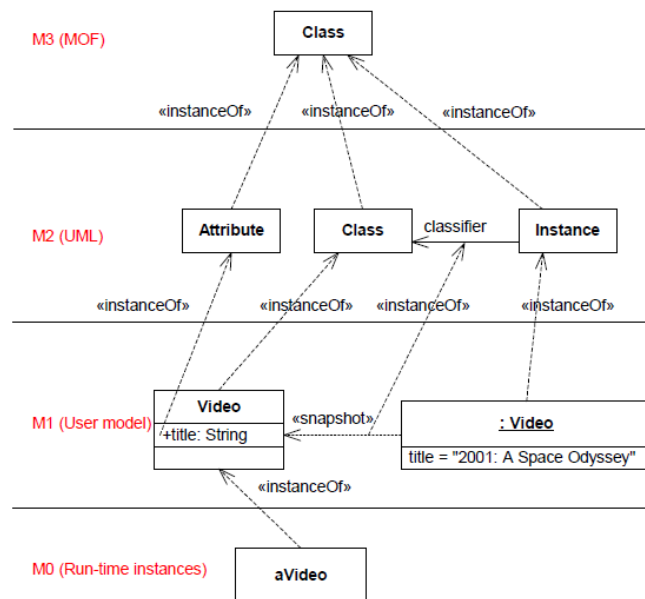 M3 (MOF)
Class
«instanceOf»
«instanceOf»
«instanceOf»
M2 (UML)
Attribute
Class
classifier
Instance
«instanceOf»
«instanceOf»
«instanceOf»
«instanceOf»
M1 (User model)
Video
+title: String
«snapshot»
: Video
title = "2001: A Space Odyssey"
«instanceOf»
M0 (Run-time instances)
aVideo